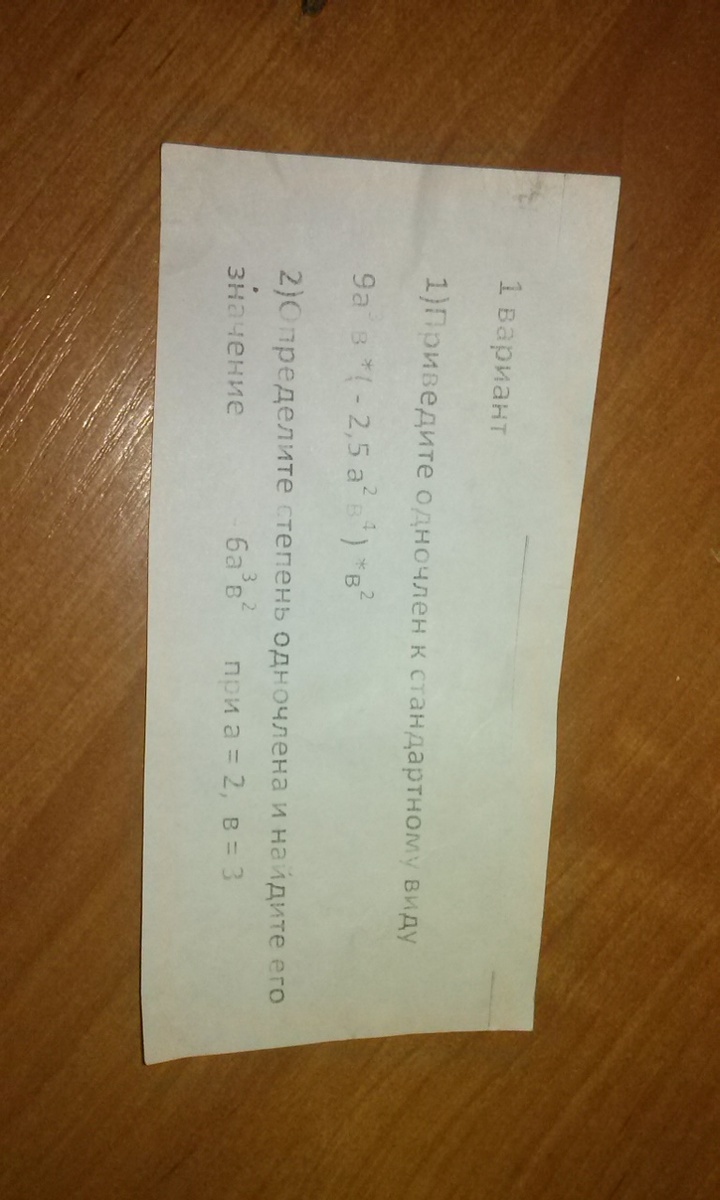 1 вариант
1)Приведите одночлен к стандартному виду
9а³ в *( - 2,5 а² в⁴ ) *в²
2)Определите степень одночлена и найдите его
значение - 6а³в² при а = 2, в = 3